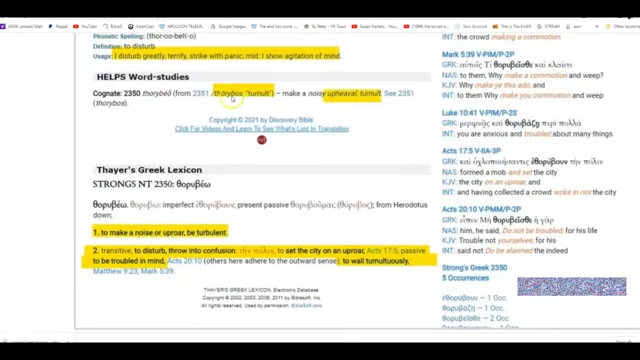 Phonetic Spelling: (thor-oo-beh'-o)
Definition: to disturb
Usage: I disturb greatly, terrify, strike with panic; mid: I show agitation of mind.
HELPS Word-studies
Cognate: 2350 thorybéō (from 2351 /thórybos, "tumult") – make a noisy upheaval, tumult. See 2351
(thorybos).
Copyright © 2021 by Discovery Bible
Click For Videos And Learn To See What's Lost In Translation
Thayer's Greek Lexicon
STRONGS NT 2350: θορυβέω
θορυβέω, θορύβω: imperfect ἐθορύβουν; present passive θορυβοῦμαι; (θόρυβος); from Herodotus
down;
1. to make a noise or uproar, be turbulent.
2. transitive, to disturb, throw into confusion: τήν πόλιν, to set the city on an uproar, Acts 17:5; passive
to be troubled in mind, Acts 20:10 (others here adhere to the outward sense); to wail tumultuously,
Matthew 9:23; Mark 5:39.
THAYER'S GREEK LEXICON, Electronic Database.
Copyright © 2002, 2003, 2006, 2011 by Biblesoft, Inc.
All rights reserved. Used by permission. BibleSoft.com
INT: the crowd making a commotion
Mark 5:39 V-PIM/P-2P
GRK: αὐτοῖς Τί θορυβεῖσθε καὶ κλαίετε
NAS: to them, Why make a commotion and weep?
KJV: Why make ye this ado, and weep?
INT: to them Why make you commotion and weep
Luke 10:41 V-PIM/P-2S
GRK: μεριμνᾷς καὶ θορυβάζῃ περὶ πολλά
INT: you are anxious and troubled about many things
Acts 17:5 V-IIA-3P
GRK: καὶ ὀχλοποιήσαντες ἐθορύβουν τὴν πόλιν
NAS: formed a mob and set the city
KJV: the city on an uproar, and
INT: and having collected a crowd
Acts 20:10 V-PMM/P-2P
GRK: εἶπεν Μὴ θορυβεῖσθε ἡ γὰρ
NAS: him, he said, Do not be troubled, for his life
KJV: Trouble not yourselves; for his
INT: said not Do be alarmed the indeed
Strong's Greek 2350
5 Occurrences
ἐθορύβουν — 1 Occ.
θορυβάζῃ — 1 Occ.